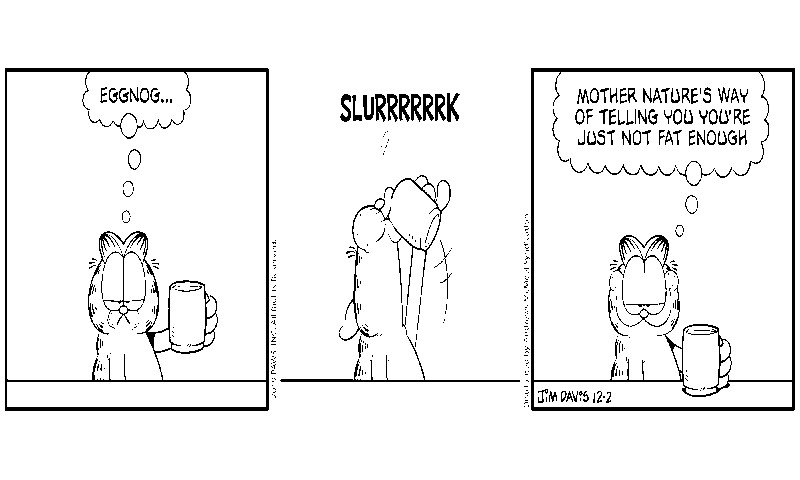 EGGNOG...
SLURRRRRRK
MOTHER NATURE'S WAY
OF TELLING YOU YOU'RE
JUST NOT FAT ENOUGH
JIM DAVIS 12-2